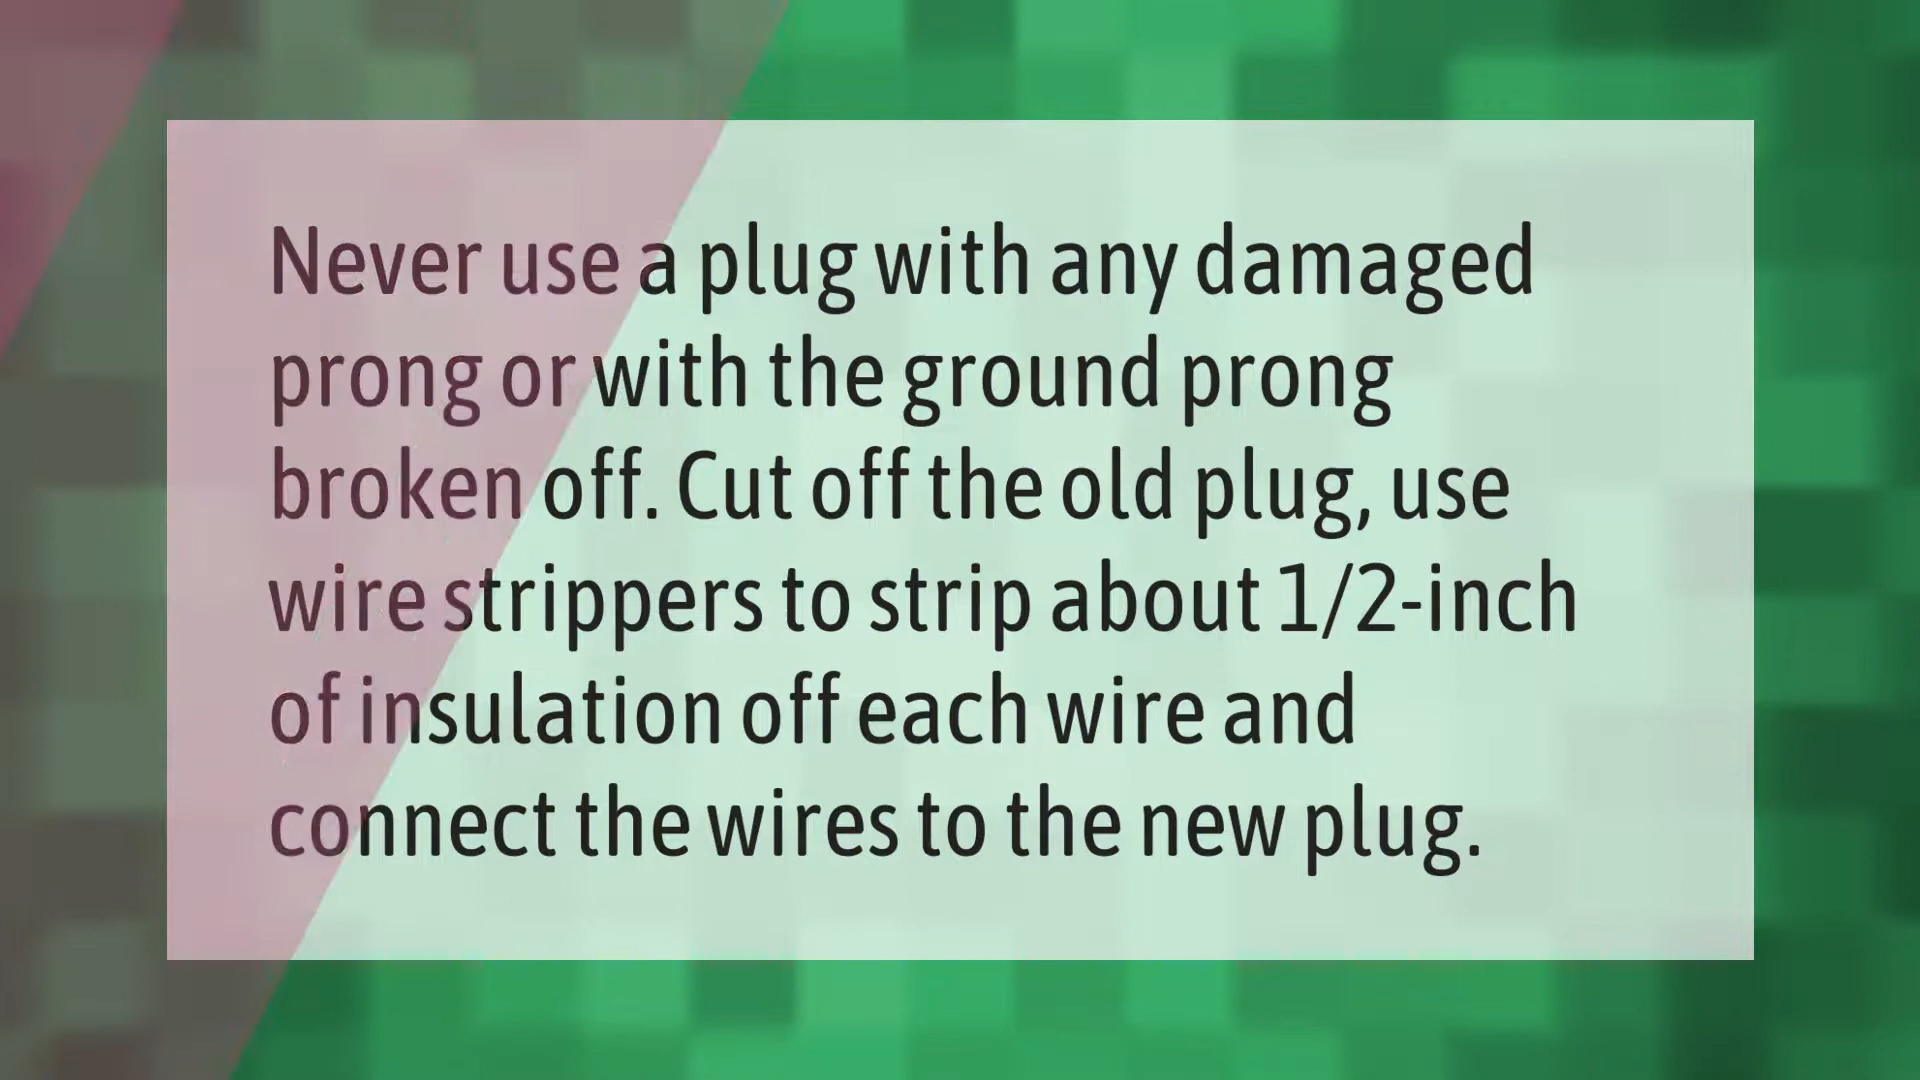 Never use a plug with any damaged
prong or with the ground prong
broken off. Cut off the old plug, use
wire strippers to strip about 1/2-inch
of insulation off each wire and
connect the wires to the new plug.